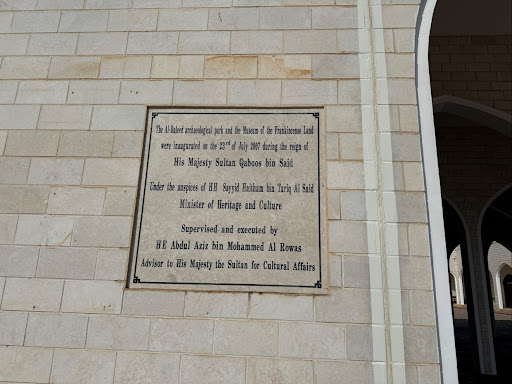 The Al-Baleed archaeological park and the Museum of the Frankincense Land
were inaugurated on the 23rd of July 2007 during the reign of
His Majesty Sultan Qaboos bin Said
Under the auspices of HH Sayyid Haitham bin Tariq Al Said
Minister of Heritage and Culture
Supervised and executed by
HE Abdul Aziz bin Mohammed Al Rowas
Advisor to His Majesty the Sultan for Cultural Affairs